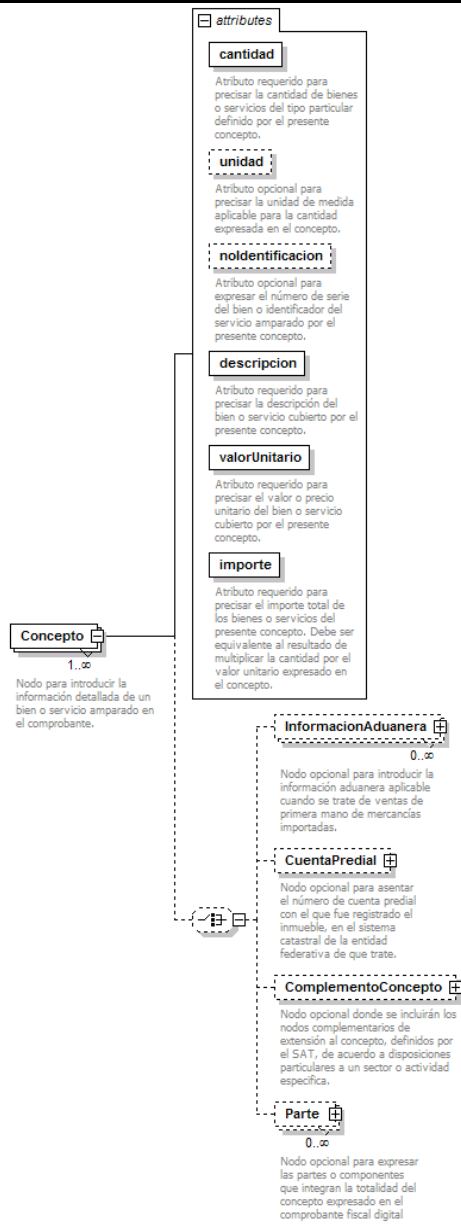 attributes
cantidad
Atributo requerido para
precisar la cantidad de bienes
o servicios del tipo particular
definido por el presente
concepto.
unidad
Atributo opcional para
precisar la unidad de medida
aplicable para la cantidad
expresada en el concepto.
noIdentificacion
Atributo opcional para
expresar el número de serie
del bien o identificador del
servicio amparado por el
presente concepto.
descripcion
Atributo requerido para
precisar la descripción del
bien o servicio cubierto por el
presente concepto.
valorUnitario
Atributo requerido para
precisar el valor o precio
unitario del bien o servicio
cubierto por el presente
concepto.
importe
Atributo requerido para
precisar el importe total de
los bienes o servicios del
presente concepto. Debe ser
equivalente al resultado de
multiplicar la cantidad por el
valor unitario expresado en
el concepto.
Concepto
1..∞
Nodo para introducir la
información detallada de un
bien o servicio amparado en
el comprobante.
InformacionAduanera
0..∞
Nodo opcional para introducir la
información aduanera aplicable
cuando se trate de ventas de
primera mano de mercancías
importadas.
CuentaPredial
Nodo opcional para asentar
el número de cuenta predial
con el que fue registrado el
inmueble, en el sistema
catastral de la entidad
federativa de que trate.
ComplementoConcepto
Nodo opcional donde se incluirán los
nodos complementarios de
extensión al concepto, definidos por
el SAT, de acuerdo a disposiciones
particulares a un sector o actividad
especifica.
Parte
0..∞
Nodo opcional para expresar
las partes o componentes
que integran la totalidad del
concepto expresado en el
comprobante fiscal digital